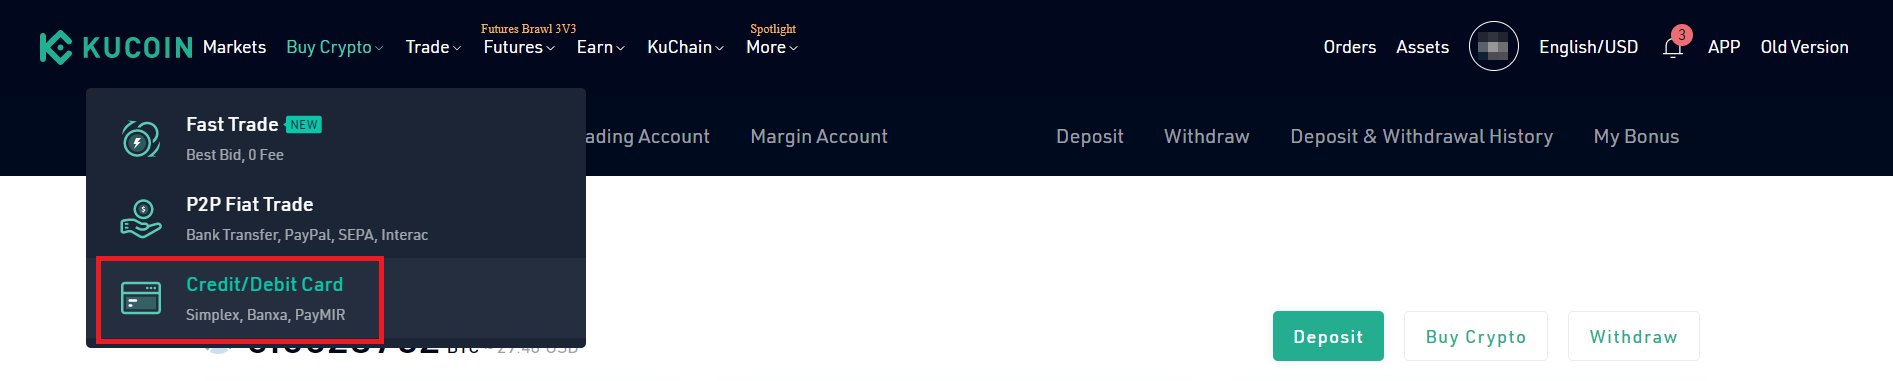 Futures Brawl 3V3
Spotlight
KUCOIN Markets Buy Crypto Trade Futures Earn KuChain More Orders Assets English/USD 3 APP Old Version
Fast Trade NEW
Best Bid, 0 Fee
ading Account Margin Account Deposit Withdraw Deposit & Withdrawal History My Bonus
P2P Fiat Trade
Bank Transfer, PayPal, SEPA, Interac
Credit/Debit Card
Simplex, Banxa, PayMIR
BTC
Deposit Buy Crypto Withdraw